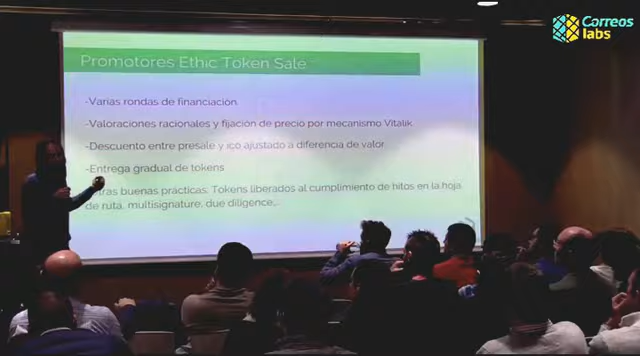 Correos
labs
Promotores Ethic Token Sale
-Varias rondas de financiación.
-Valoraciones racionales y fijación de precio por mecanismo Vitalik.
-Descuento entre presale y ico ajustado a diferencia de valor
-Entrega gradual de tokens
buenas prácticas: Tokens liberados al cumplimiento de hitos en la hoja
de ruta, multisignature, due diligence,...